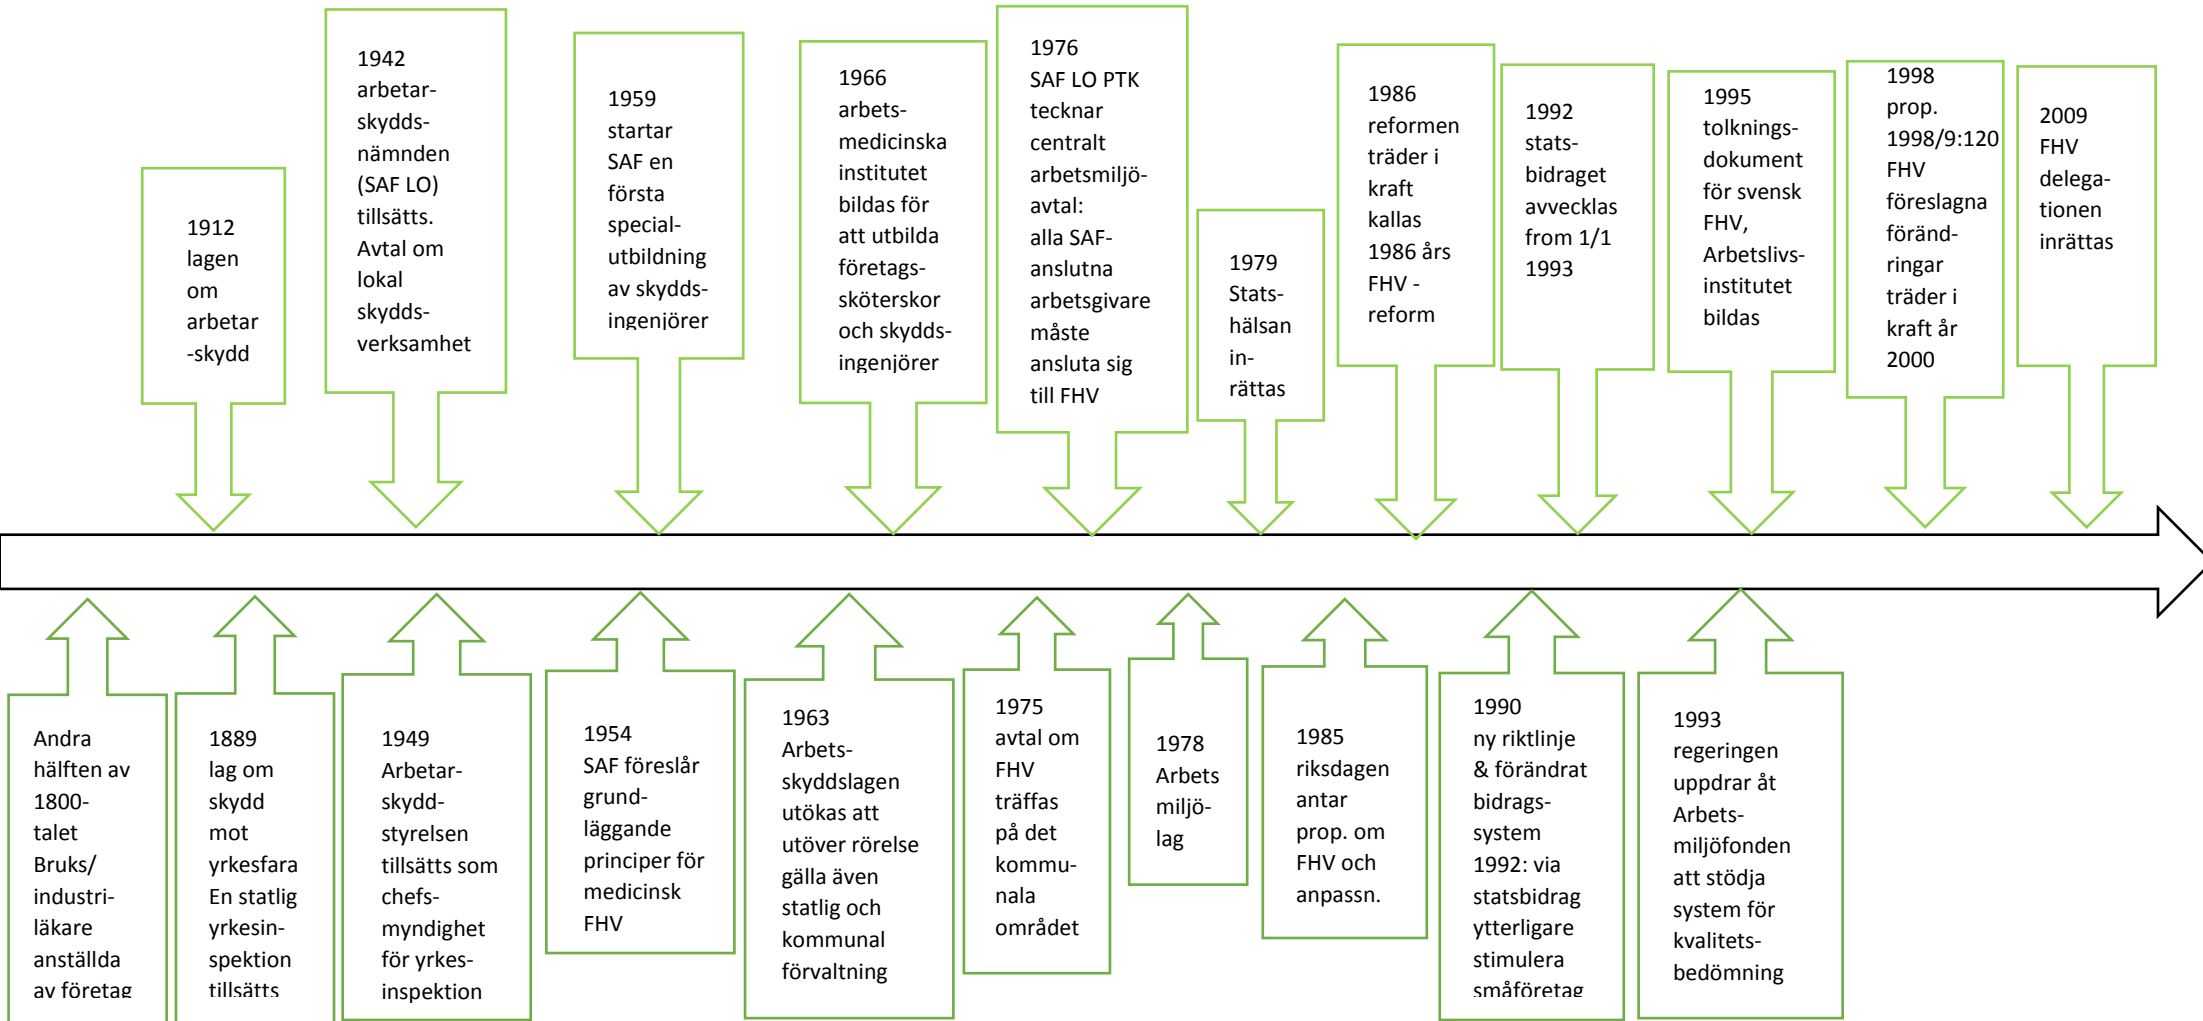 1912
lagen
om
arbetar
-skydd
1942
arbetar-
skydds-
nämnden
(SAF LO)
tillsätts.
Avtal om
lokal
skydds-
verksamhet
1959
startar
SAF en
första
special-
utbildning
av skydds-
ingenjörer
1966
arbets-
medicinska
institutet
bildas för
att utbilda
företags-
sköterskor
och skydds-
ingenjörer
1976
SAF LO PTK
tecknar
centralt
arbetsmiljö-
avtal:
alla SAF-
anslutna
arbetsgivare
måste
ansluta sig
till FHV
1979
Stats-
hälsan
in-
rättas
1986
reformen
träder i
kraft
kallas
1986 års
FHV -
reform
1992
stats-
bidraget
avvecklas
from 1/1
1993
1995
tolknings-
dokument
för svensk
FHV,
Arbetslivs-
institutet
bildas
1998
prop.
1998/9:120
FHV
föreslagna
föränd-
ringar
träder i
kraft år
2000
2009
FHV
delega-
tionen
inrättas
Andra
hälften av
1800-
talet
Bruks/
industri-
läkare
anställda
av företag
1889
lag om
skydd
mot
yrkesfara
En statlig
yrkesin-
spektion
tillsätts
1949
Arbetar-
skydd-
styrelsen
tillsätts som
chefs-
myndighet
för yrkes-
inspektion
1954
SAF föreslår
grund-
läggande
principer för
medicinsk
FHV
1963
Arbets-
skyddslagen
utökas att
utöver rörelse
gälla även
statlig och
kommunal
förvaltning
1975
avtal om
FHV
träffas
på det
kommu-
nala
området
1978
Arbets
miljö-
lag
1985
riksdagen
antar
prop. om
FHV och
anpassn.
1990
ny riktlinje
& förändrat
bidrags-
system
1992: via
statsbidrag
ytterligare
stimulera
småföretag
1993
regeringen
uppdrar åt
Arbets-
miljöfonden
att stödja
system för
kvalitets-
bedömning